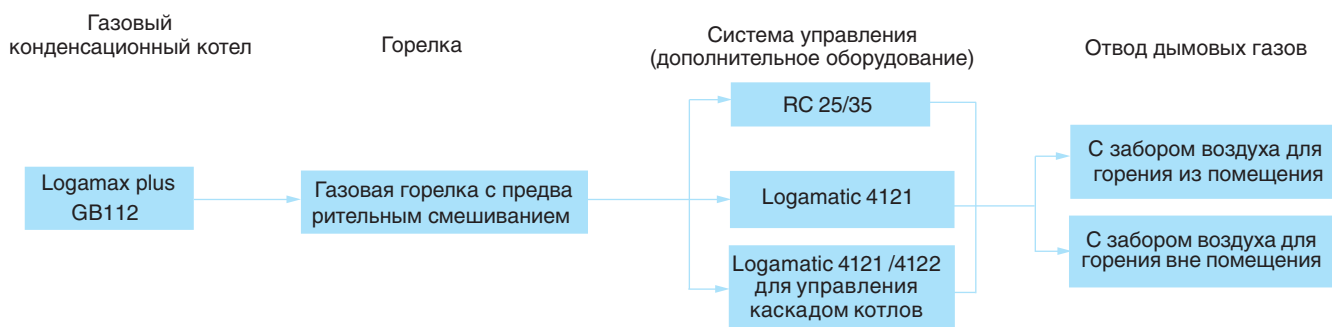 Газовый
конденсационный котел
Горелка
Система управления
(дополнительное оборудование)
Отвод дымовых газов
Logamax plus
GB112
Газовая горелка с предва
рительным смешиванием
RC 25/35
Logamatic 4121
Logamatic 4121 /4122
для управления
каскадом котлов
С забором воздуха для
горения из помещения
С забором воздуха для
горения вне помещения